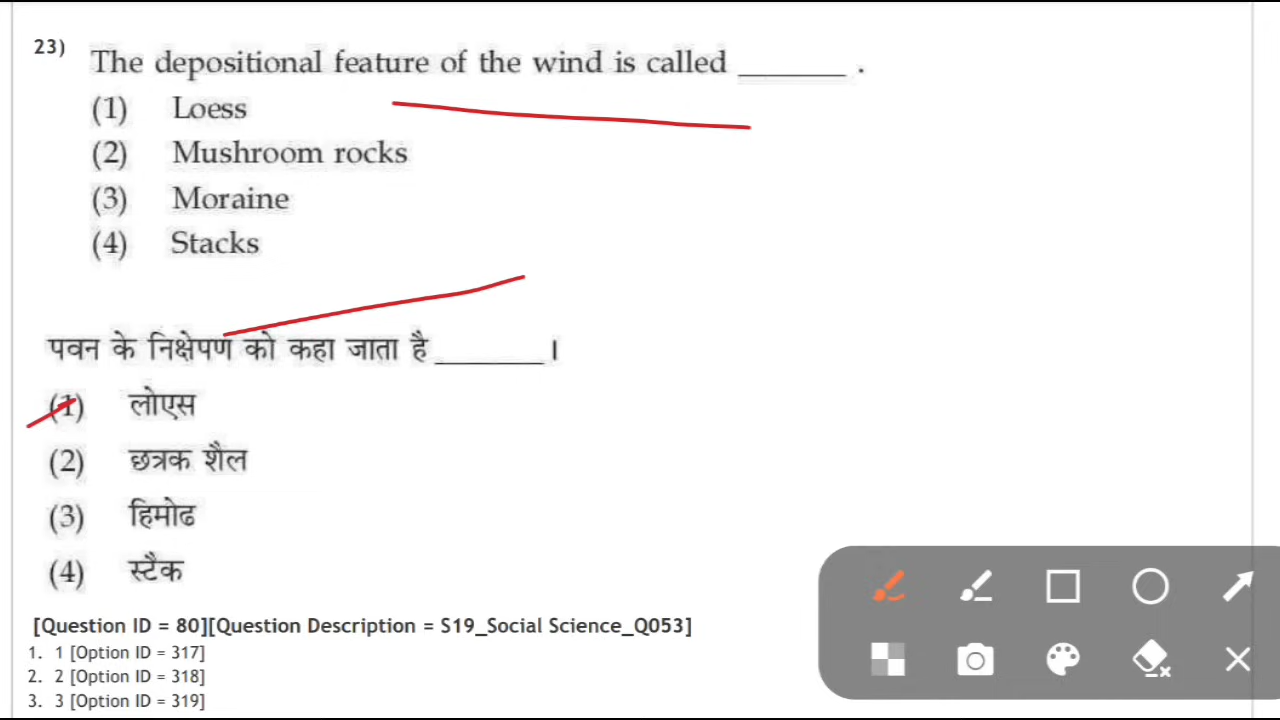 23) The depositional feature of the wind is called _______ .
(1) Loess
(2) Mushroom rocks
(3) Moraine
(4) Stacks
पवन के निक्षेपण को कहा जाता है _______ ।
(1) लोएस
(2) छत्रक शैल
(3) हिमोढ
(4) स्टैक
[Question ID = 80][Question Description = S19_Social Science_Q053]
1. 1 [Option ID = 317]
2. 2 [Option ID = 318]
3. 3 [Option ID = 319]